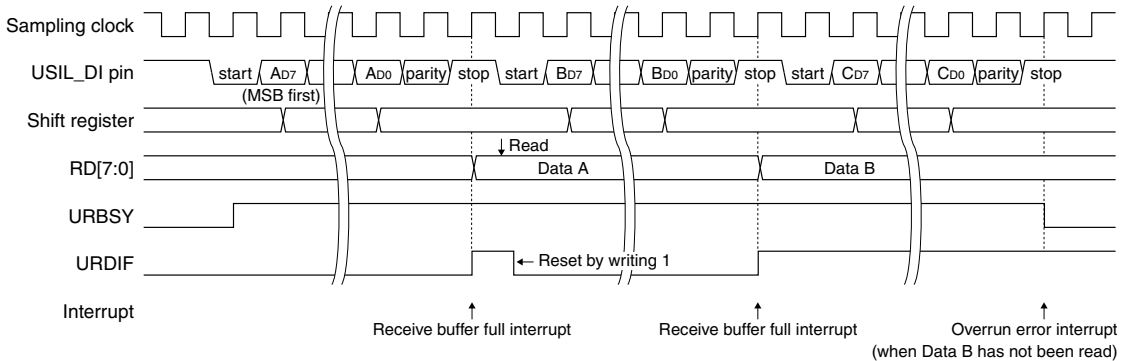 Sampling clock
USIL_DI pin
start AD7 AD0 parity stop start BD7 BD0 parity stop start CD7 CD0 parity stop
(MSB first)
Shift register
Read
RD[7:0]
Data A Data B
URBSY
URDIF
Reset by writing 1
Interrupt
Receive buffer full interrupt Receive buffer full interrupt Overrun error interrupt
(when Data B has not been read)